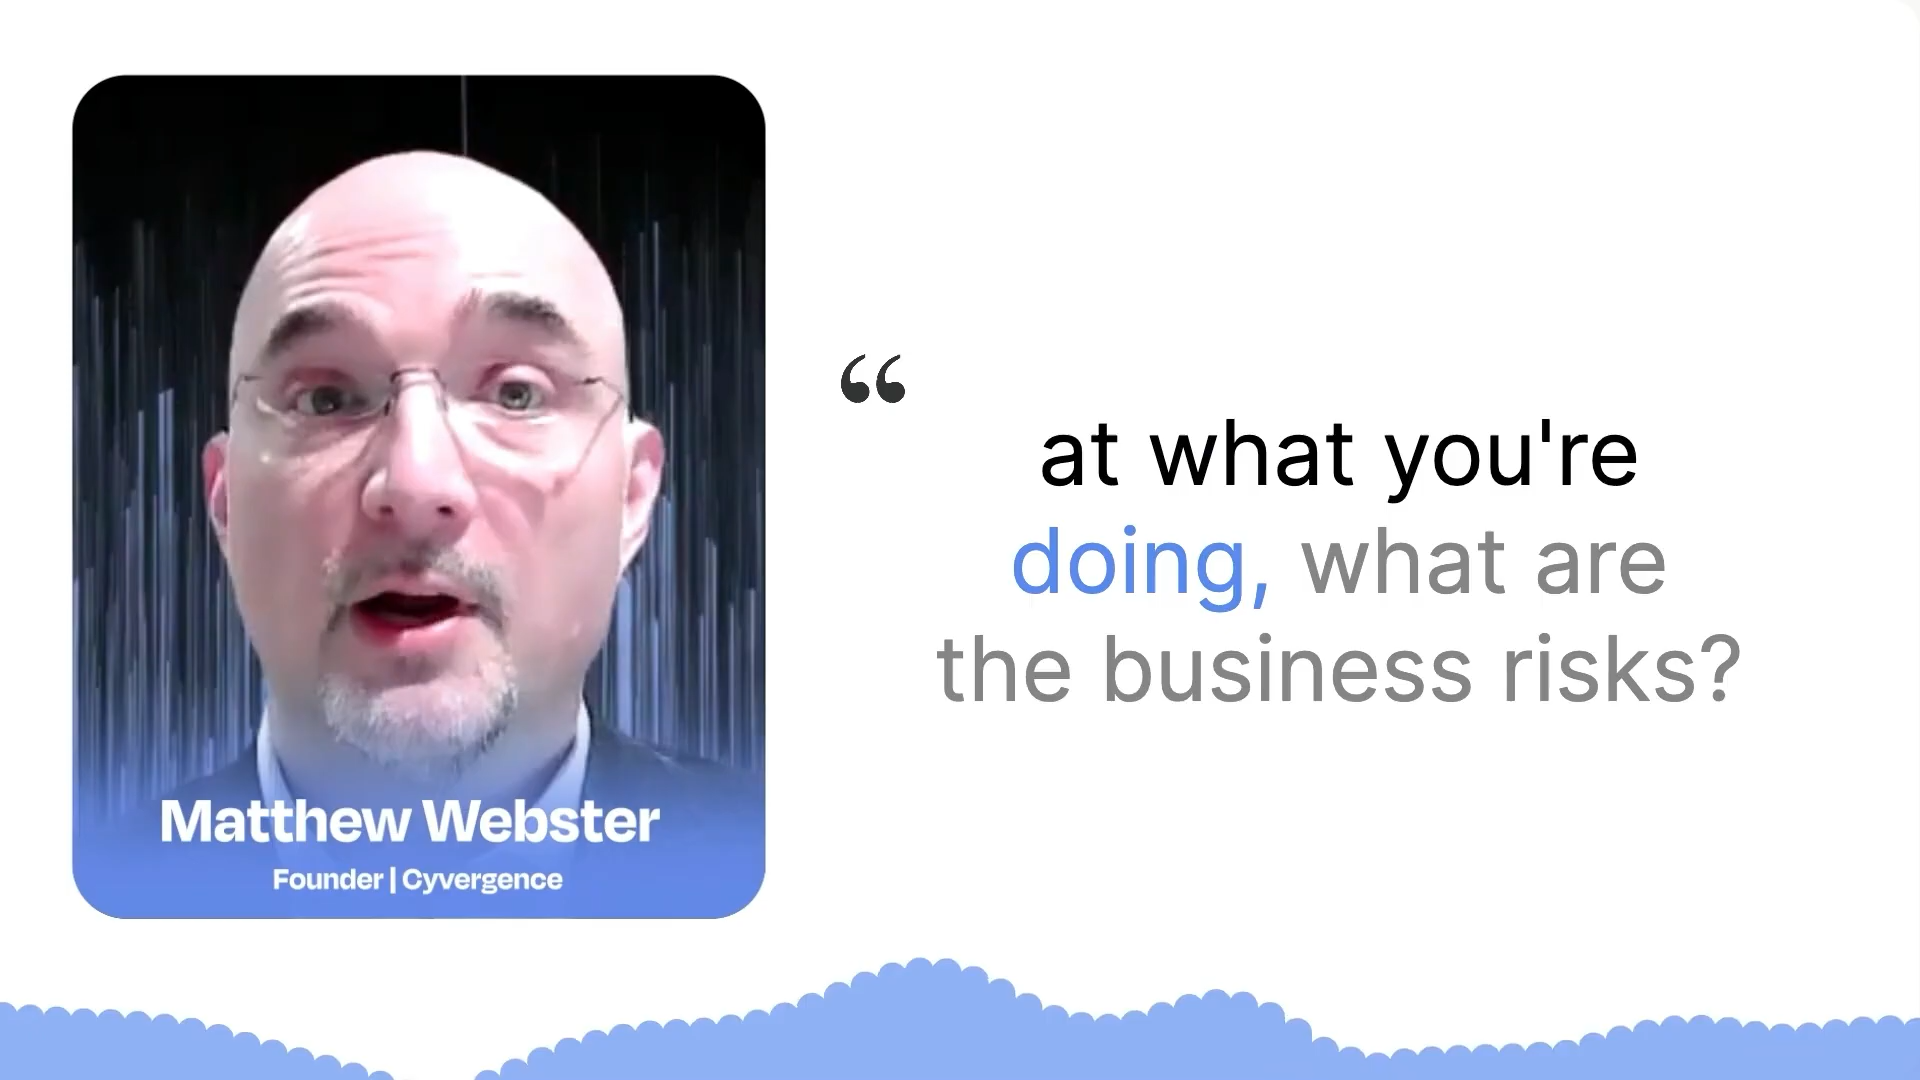 “
at what you're
doing, what are
the business risks?
Matthew Webster
Founder | Cyvergence